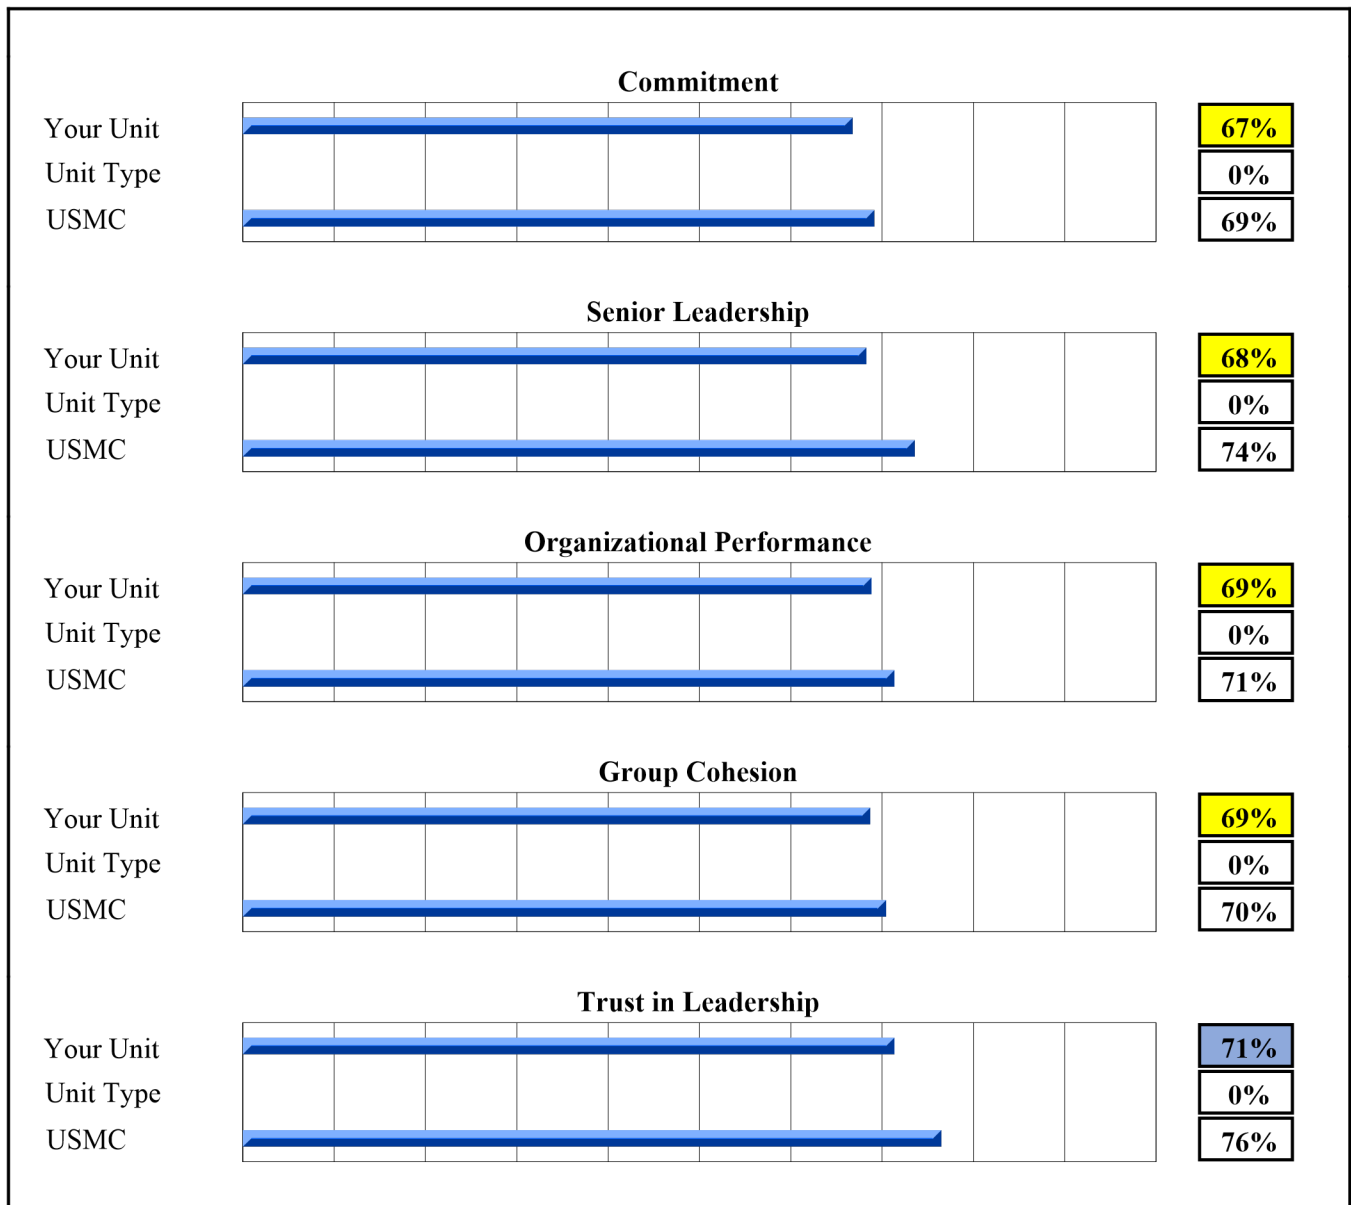 Commitment
Your Unit 67%
Unit Type 0%
USMC 69%
Senior Leadership
Your Unit 68%
Unit Type 0%
USMC 74%
Organizational Performance
Your Unit 69%
Unit Type 0%
USMC 71%
Group Cohesion
Your Unit 69%
Unit Type 0%
USMC 70%
Trust in Leadership
Your Unit 71%
Unit Type 0%
USMC 76%